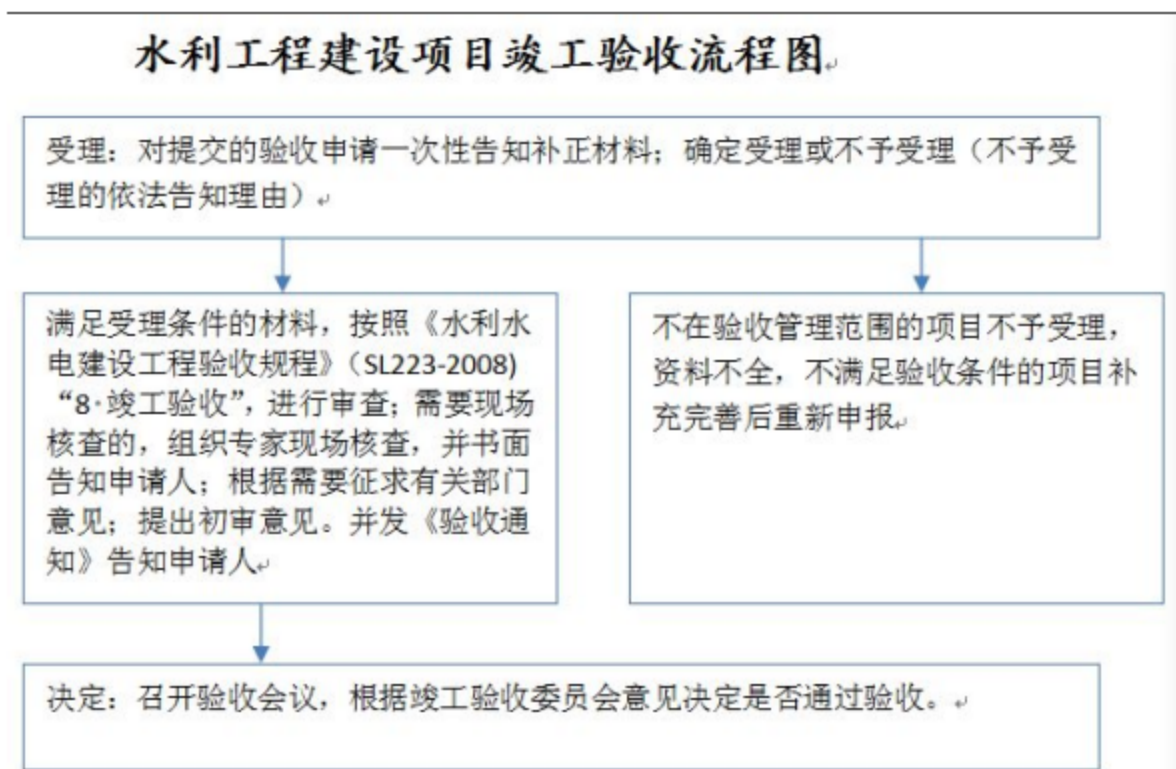 水利工程建设项目竣工验收流程图
受理：对提交的验收申请一次性告知补正材料；确定受理或不予受理（不予受
理的依法告知理由）
满足受理条件的材料，按照《水利水
电建设工程验收规程》（SL223-2008)
“8·竣工验收”，进行审查；需要现场
核查的，组织专家现场核查，并书面
告知申请人；根据需要征求有关部门
意见；提出初审意见。并发《验收通
知》告知申请人
不在验收管理范围的项目不予受理，
资料不全，不满足验收条件的项目补
充完善后重新申报
决定：召开验收会议，根据竣工验收委员会意见决定是否通过验收。